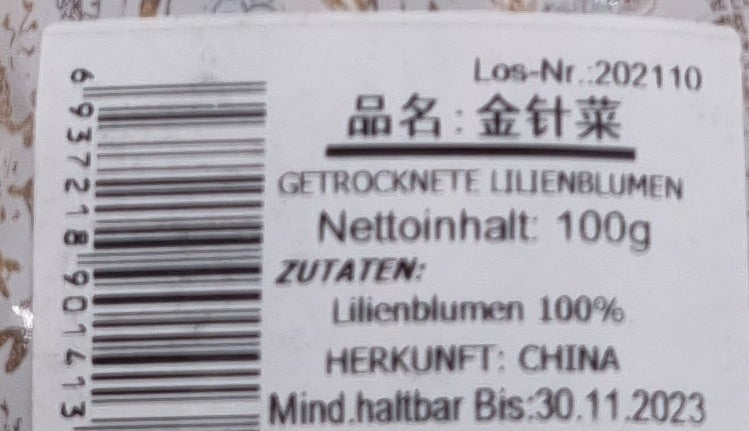 Los-Nr.:202110
品名:金针菜
GETROCKNETE LILIENBLUMEN
Nettoinhalt: 100g
ZUTATEN:
Lilienblumen 100%
HERKUNFT: CHINA
Mind.haltbar Bis:30.11.2023
6937218901413